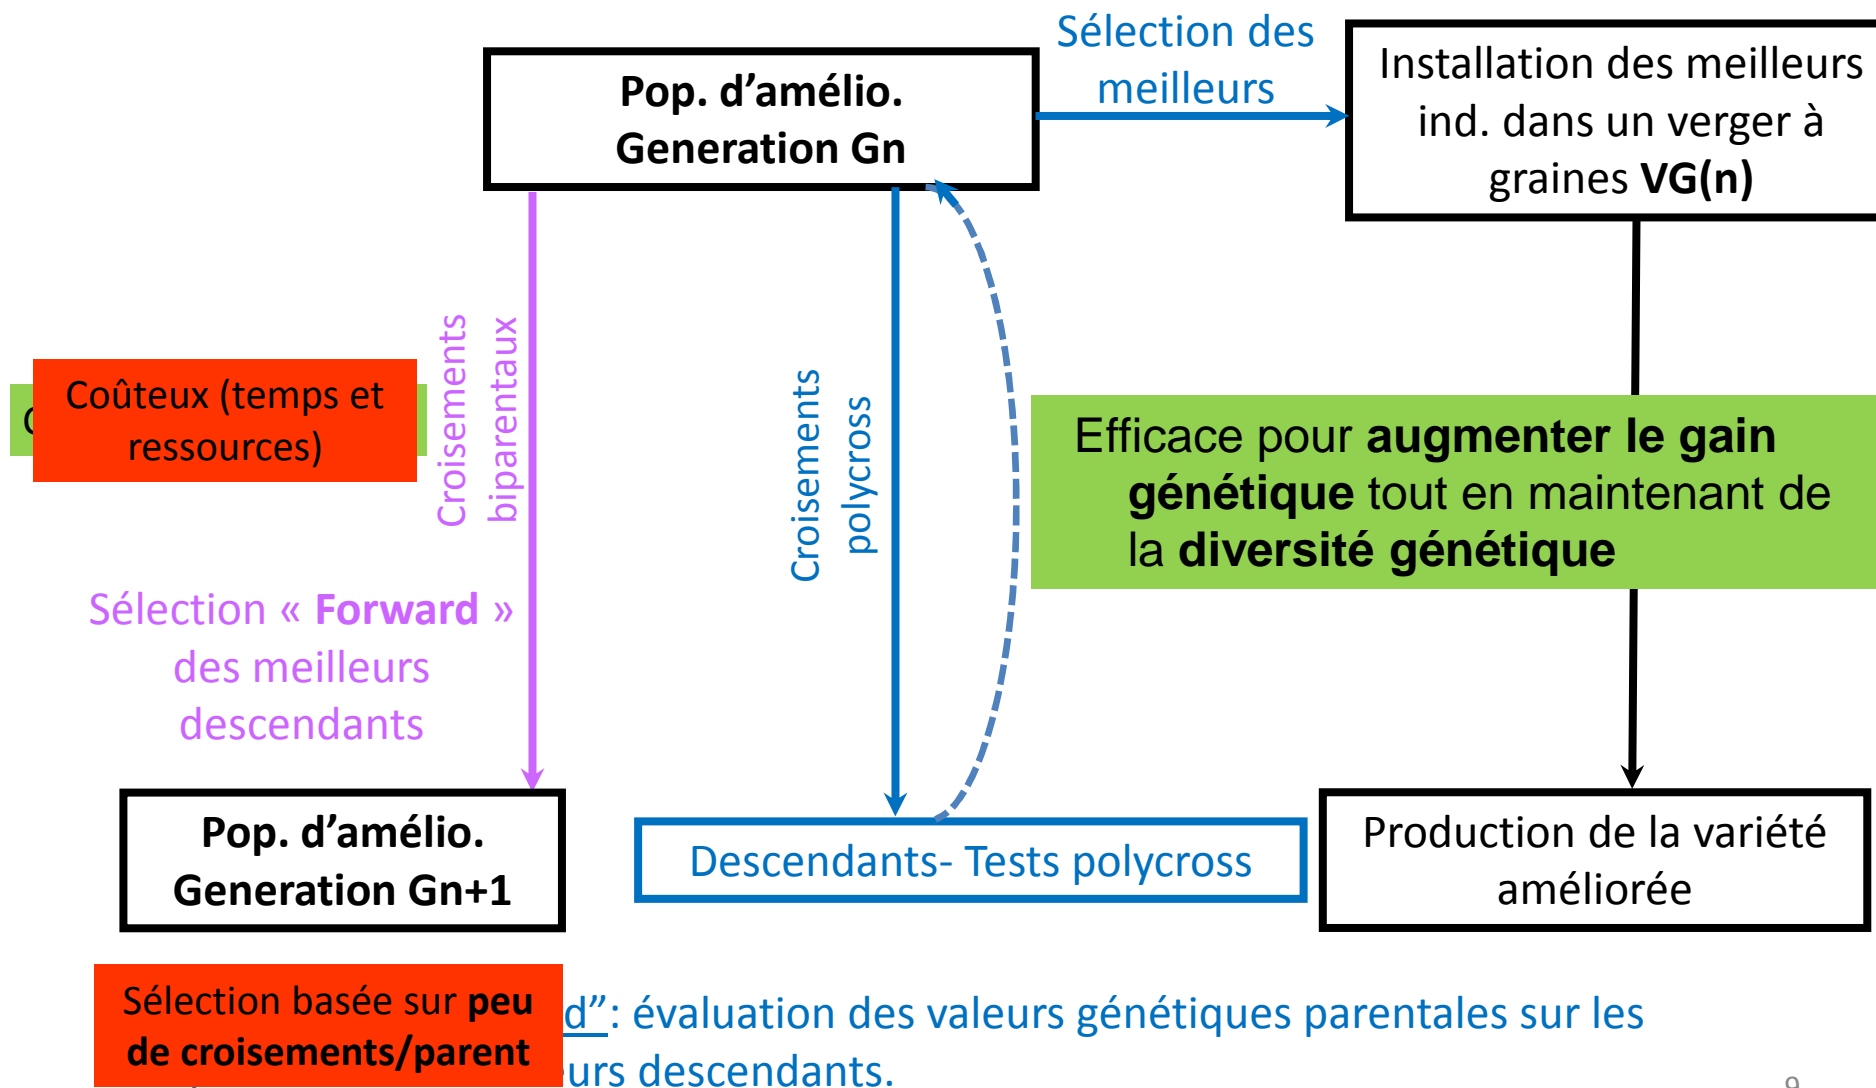 Sélection des
meilleurs
Pop. d’amélio.
Generation Gn
Installation des meilleurs
ind. dans un verger à
graines VG(n)
Croisements
biparentaux
Croisements
polycross
Coûteux (temps et
ressources)
Efficace pour augmenter le gain
génétique tout en maintenant de
la diversité génétique
Sélection « Forward »
des meilleurs
descendants
Pop. d’amélio.
Generation Gn+1
Descendants- Tests polycross
Production de la variété
améliorée
Sélection basée sur peu
de croisements/parent
d”: évaluation des valeurs génétiques parentales sur les
urs descendants.
9